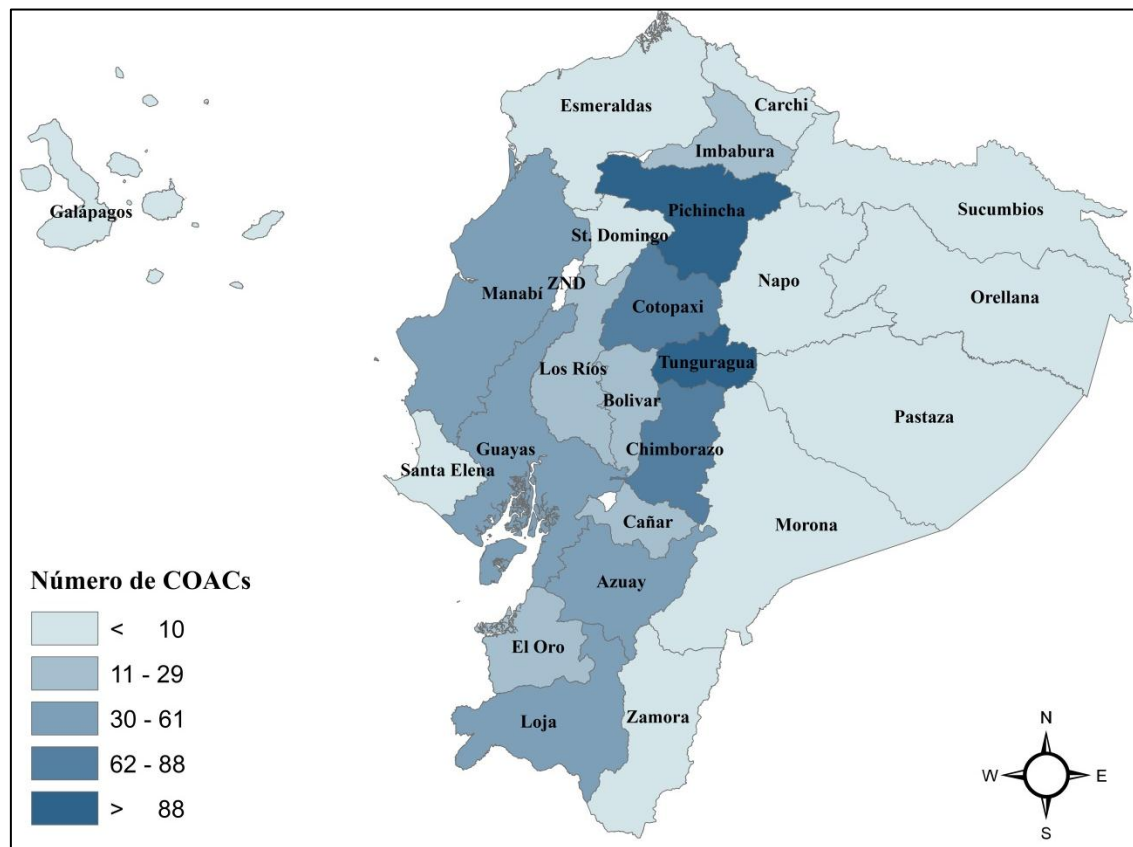 Esmeraldas
Carchi
Imbabura
Galápagos
Pichincha
Sucumbios
St. Domingo
ZND
Manabí
Napo
Orellana
Cotopaxi
Los Ríos
Tunguragua
Bolivar
Pastaza
Guayas
Chimborazo
Santa Elena
Cañar
Morona
Azuay
El Oro
Loja
Zamora
Número de COACs
< 10
11 - 29
30 - 61
62 - 88
> 88
N
W E
S